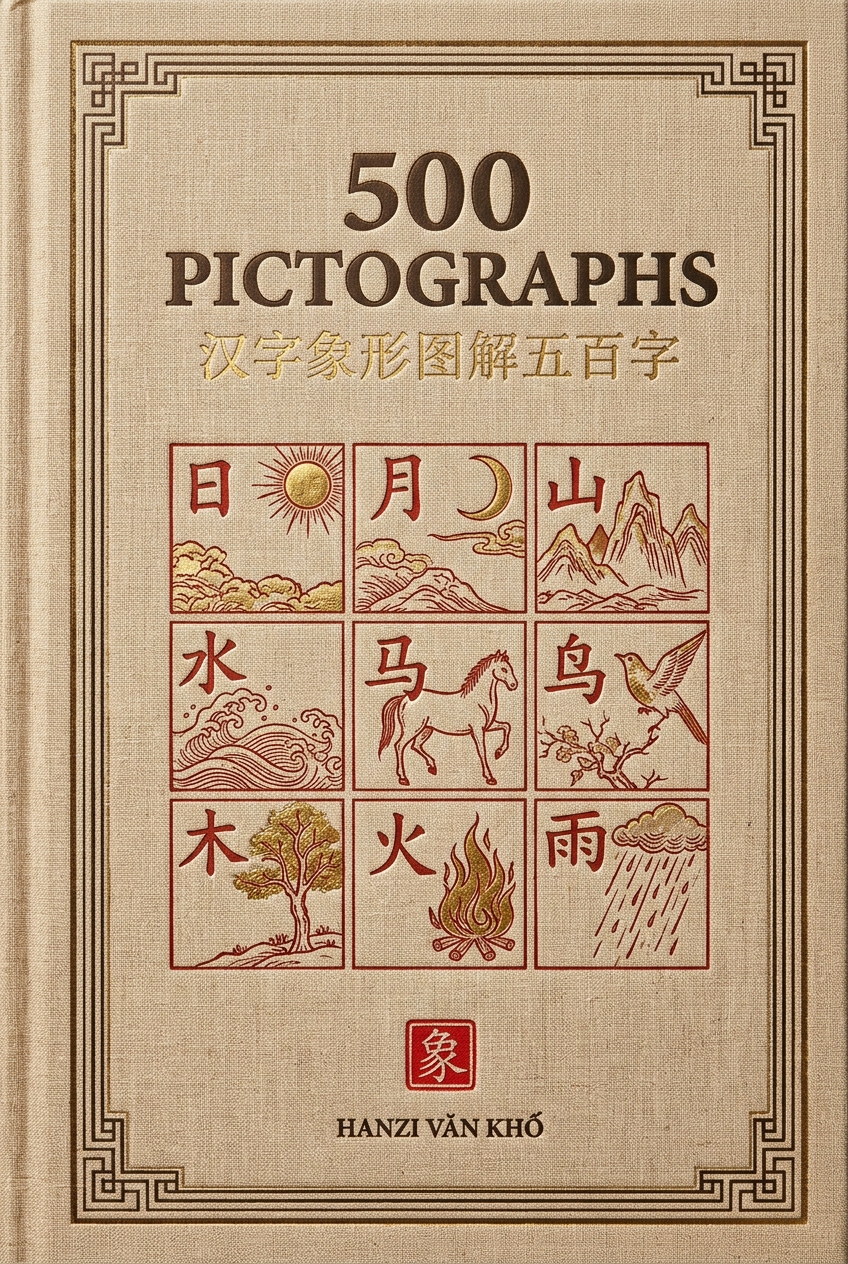 500
PICTOGRAPHS
汉字象形图解五百字
日 月 山
水 马 鸟
木 火 雨
象
HANZI VĂN KHỐ